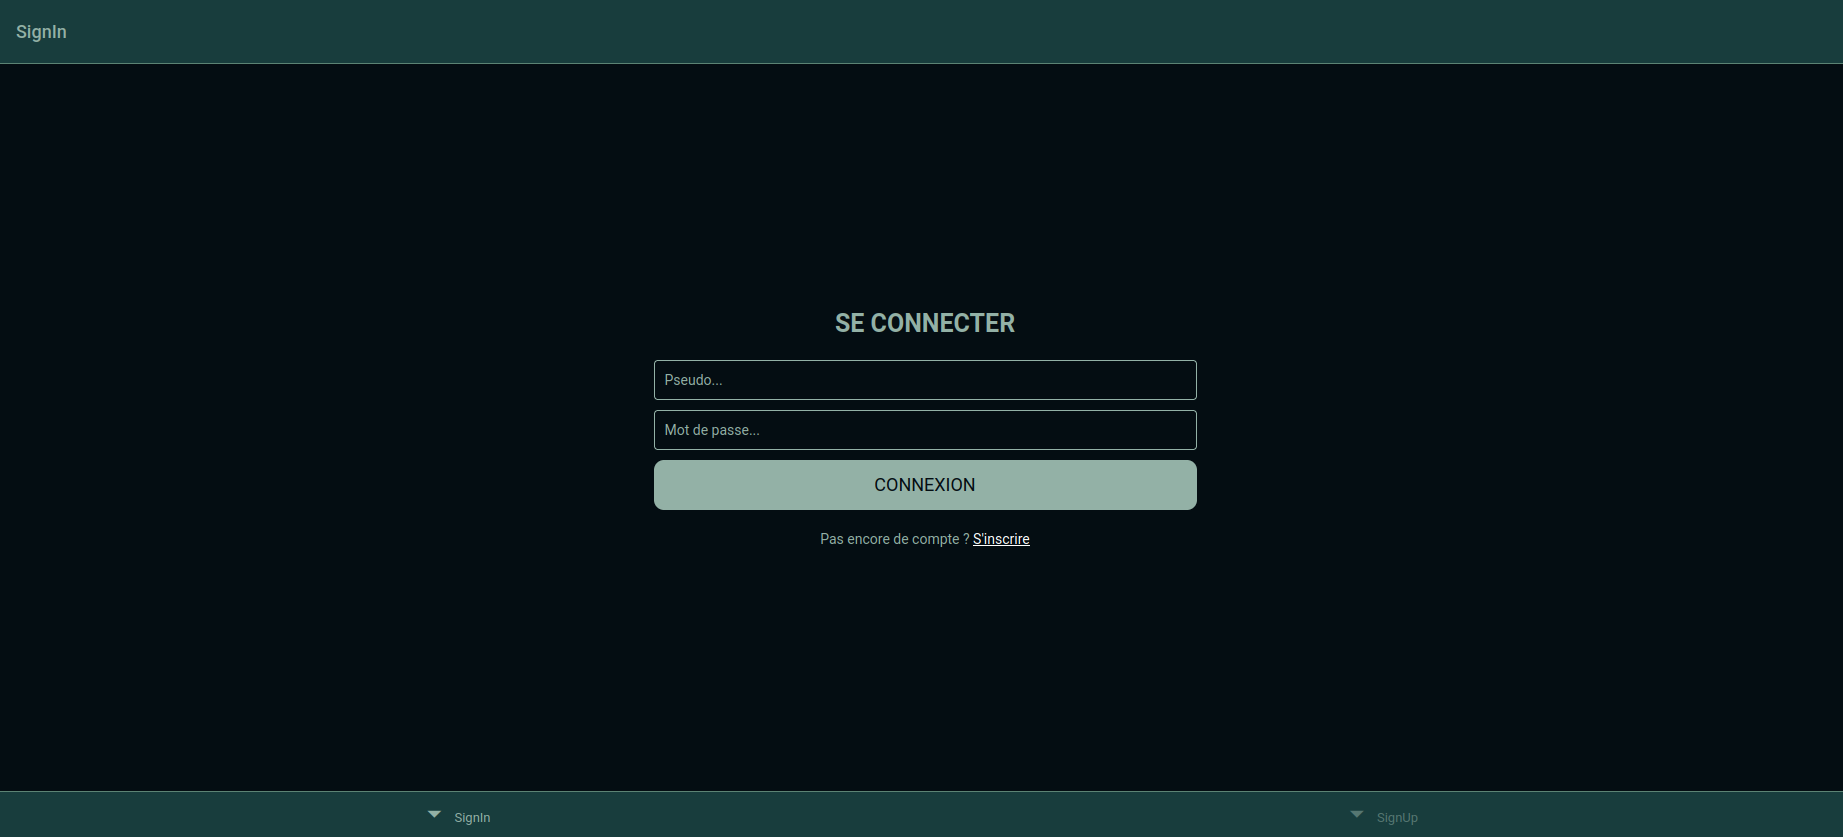 SignIn
SE CONNECTER
Pseudo...
Mot de passe...
CONNEXION
Pas encore de compte ? S'inscrire
SignIn
SignUp